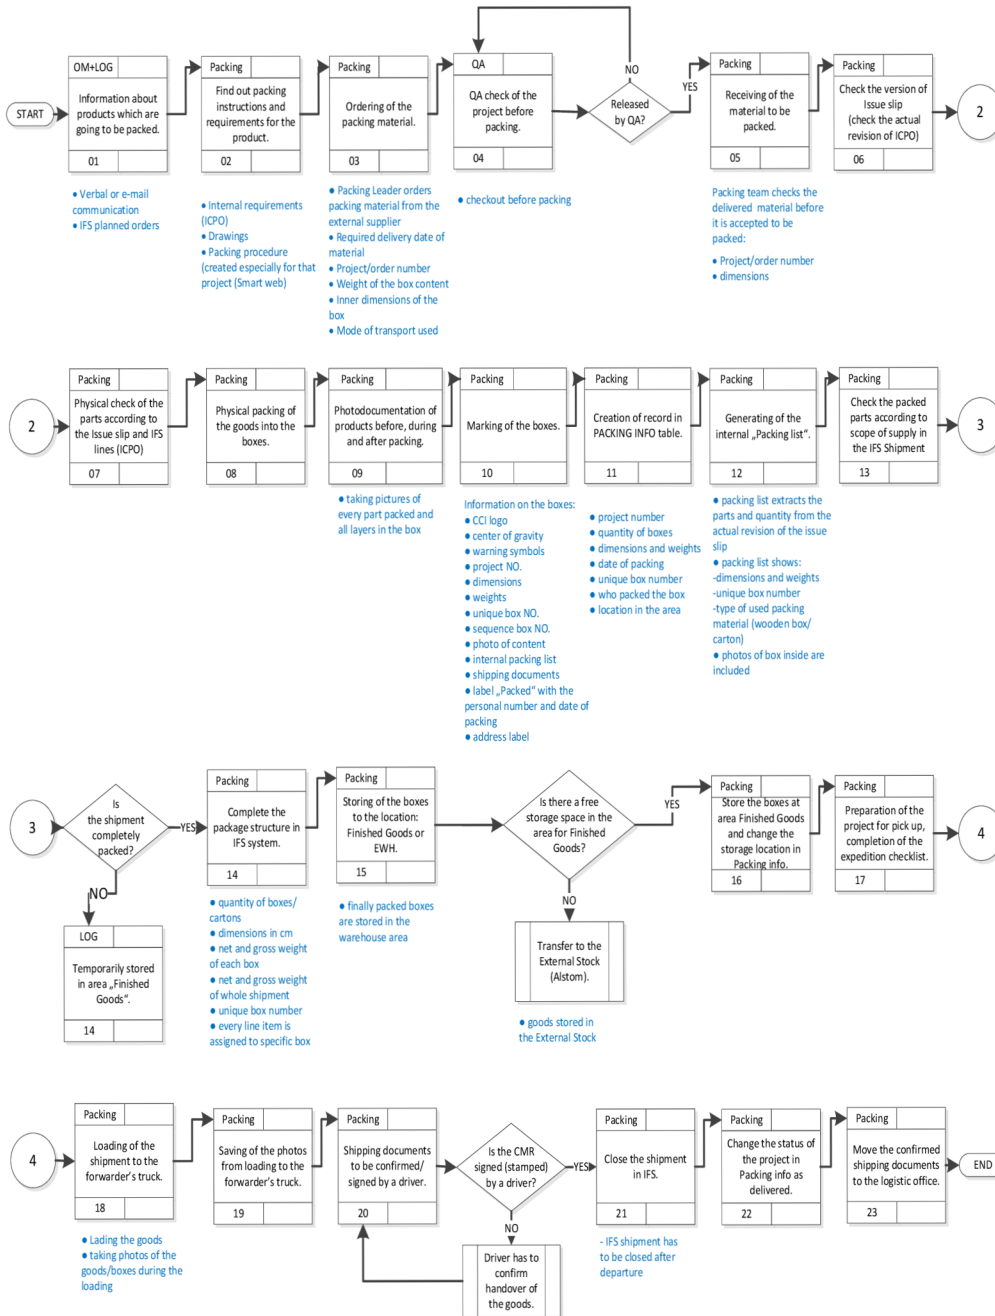 START
OM+LOG
Information about
products which are
going to be packed.
01
• Verbal or e-mail
communication
• IFS planned orders
Packing
Find out packing
instructions and
requirements for the
product.
02
• Internal requirements
(ICPO)
• Drawings
• Packing procedure
(created especially for that
project (Smart web)
Packing
Ordering of the
packing material.
03
• Packing Leader orders
packing material from the
external supplier
• Required delivery date of
material
• Project/order number
• Weight of the box content
• Inner dimensions of the
box
• Mode of transport used
QA
QA check of the
project before
packing.
04
• checkout before packing
NO
Released
by QA?
YES
Packing
Receiving of the
material to be
packed.
05
Packing team checks the
delivered material before
it is accepted to be
packed:
• Project/order number
• dimensions
Packing
Check the version of
Issue slip
(check the actual
revision of ICPO)
06
2
2
Packing
Physical check of the
parts according to
the Issue slip and IFS
lines (ICPO)
07
Packing
Physical packing of
the goods into the
boxes.
08
Packing
Photodocumentation of
products before, during
and after packing.
09
• taking pictures of
every part packed and
all layers in the box
Packing
Marking of the boxes.
10
Information on the boxes:
• CCI logo
• center of gravity
• warning symbols
• project NO.
• dimensions
• weights
• unique box NO.
• sequence box NO.
• photo of content
• internal packing list
• shipping documents
• label „Packed“ with the
personal number and date of
packing
• address label
Packing
Creation of record in
PACKING INFO table.
11
• project number
• quantity of boxes
• dimensions and weights
• date of packing
• unique box number
• who packed the box
• location in the area
Packing
Generating of the
internal „Packing list“.
12
• packing list extracts the
parts and quantity from the
actual revision of the issue
slip
• packing list shows:
-dimensions and weights
-unique box number
-type of used packing
material (wooden box/
carton)
• photos of box inside are
included
Packing
Check the packed
parts according to
scope of supply in
the IFS Shipment
13
3
3
Is
the shipment
completely
packed?
YES
NO
LOG
Temporarily stored
in area „Finished
Goods“.
14
Packing
Complete the
package structure in
IFS system.
14
• quantity of boxes/
cartons
• dimensions in cm
• net and gross weight
of each box
• net and gross weight
of whole shipment
• unique box number
• every line item is
assigned to specific box
Packing
Storing of the boxes
to the location:
Finished Goods or
EWH.
15
• finally packed boxes
are stored in the
warehouse area
Is there a free
storage space in the
area for Finished
Goods?
YES
NO
Transfer to the
External Stock
(Alstom).
• goods stored in
the External Stock
Packing
Store the boxes at
area Finished Goods
and change the
storage location in
Packing info.
16
Packing
Preparation of the
project for pick up,
completion of the
expedition checklist.
17
4
4
Packing
Loading of the
shipment to the
forwarder's truck.
18
• Lading the goods
• taking photos of the
goods/boxes during the
loading
Packing
Saving of the photos
from loading to the
forwarder's truck.
19
Packing
Shipping documents
to be confirmed/
signed by a driver.
20
Is the CMR
signed (stamped)
by a driver?
YES
NO
Driver has to
confirm
handover of
the goods.
Packing
Close the shipment
in IFS.
21
- IFS shipment has
to be closed after
departure
Packing
Change the status of
the project in
Packing info as
delivered.
22
Packing
Move the confirmed
shipping documents
to the logistic office.
23
END